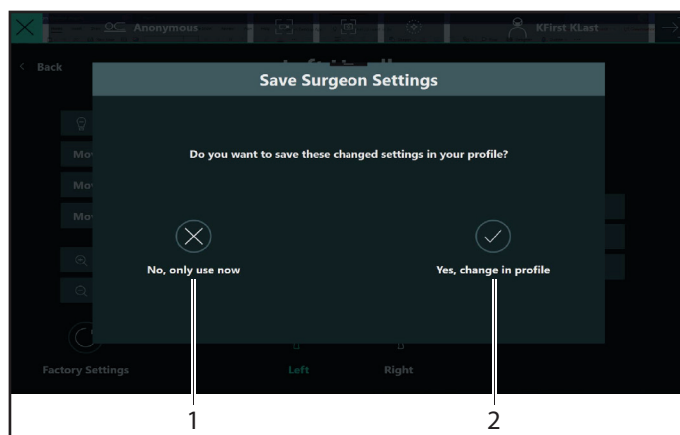 Anonymous
KFirst KLast
Back
Save Surgeon Settings
Do you want to save these changed settings in your profile?
No, only use now
Yes, change in profile
Factory Settings
Left
Right
1
2